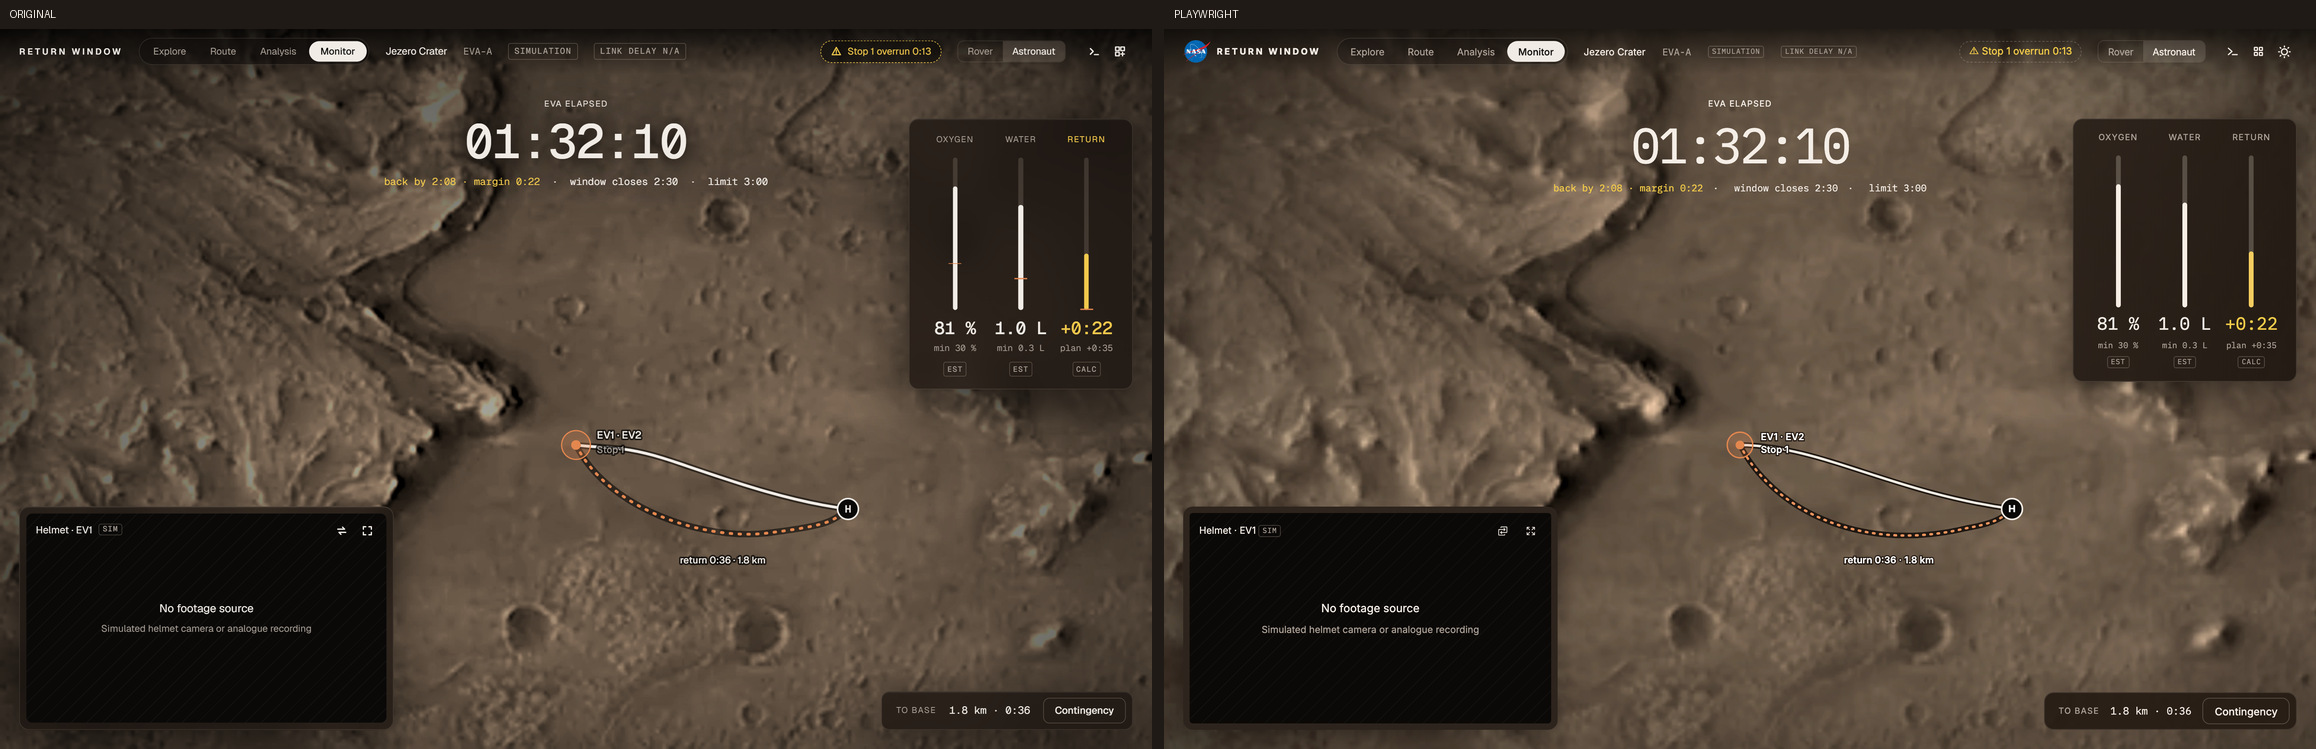 ORIGINAL
RETURN WINDOW Explore Route Analysis Monitor Jezero Crater EVA-A SIMULATION LINK DELAY N/A Stop 1 overrun 0:13 Rover Astronaut
EVA ELAPSED
01:32:10
back by 2:08 · margin 0:22 · window closes 2:30 · limit 3:00
OXYGEN WATER RETURN
81 % 1.0 L +0:22
min 30 % min 0.3 L plan +0:35
EST EST CALC
EV1 · EV2
Stop 1
H
return 0:36 · 1.8 km
Helmet · EV1 SIM
No footage source
Simulated helmet camera or analogue recording
TO BASE 1.8 km · 0:36 Contingency
PLAYWRIGHT
NASA RETURN WINDOW Explore Route Analysis Monitor Jezero Crater EVA-A SIMULATION LINK DELAY N/A Stop 1 overrun 0:13 Rover Astronaut
EVA ELAPSED
01:32:10
back by 2:08 · margin 0:22 · window closes 2:30 · limit 3:00
OXYGEN WATER RETURN
81 % 1.0 L +0:22
min 30 % min 0.3 L plan +0:35
EST EST CALC
EV1 · EV2
Stop 1
H
return 0:36 · 1.8 km
Helmet · EV1 SIM
No footage source
Simulated helmet camera or analogue recording
TO BASE 1.8 km · 0:36 Contingency